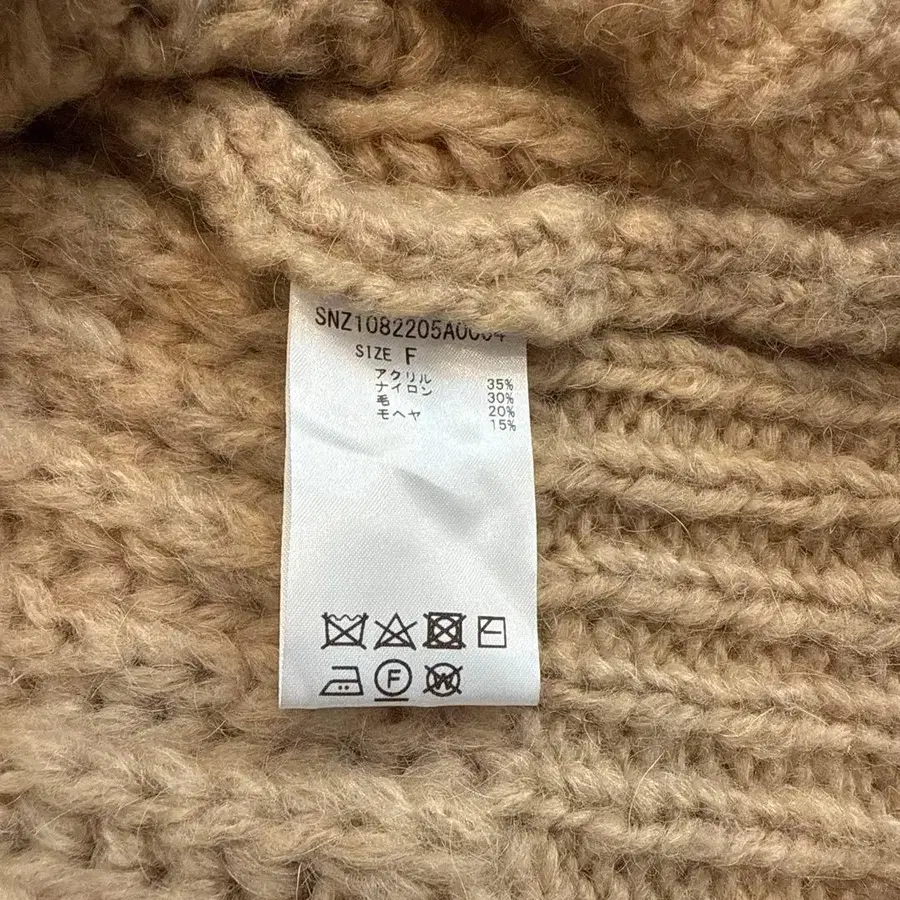 SNZ1082205A0004
SIZE F
アクリル 35%
ナイロン 30%
毛 20%
モヘヤ 15%
F
W